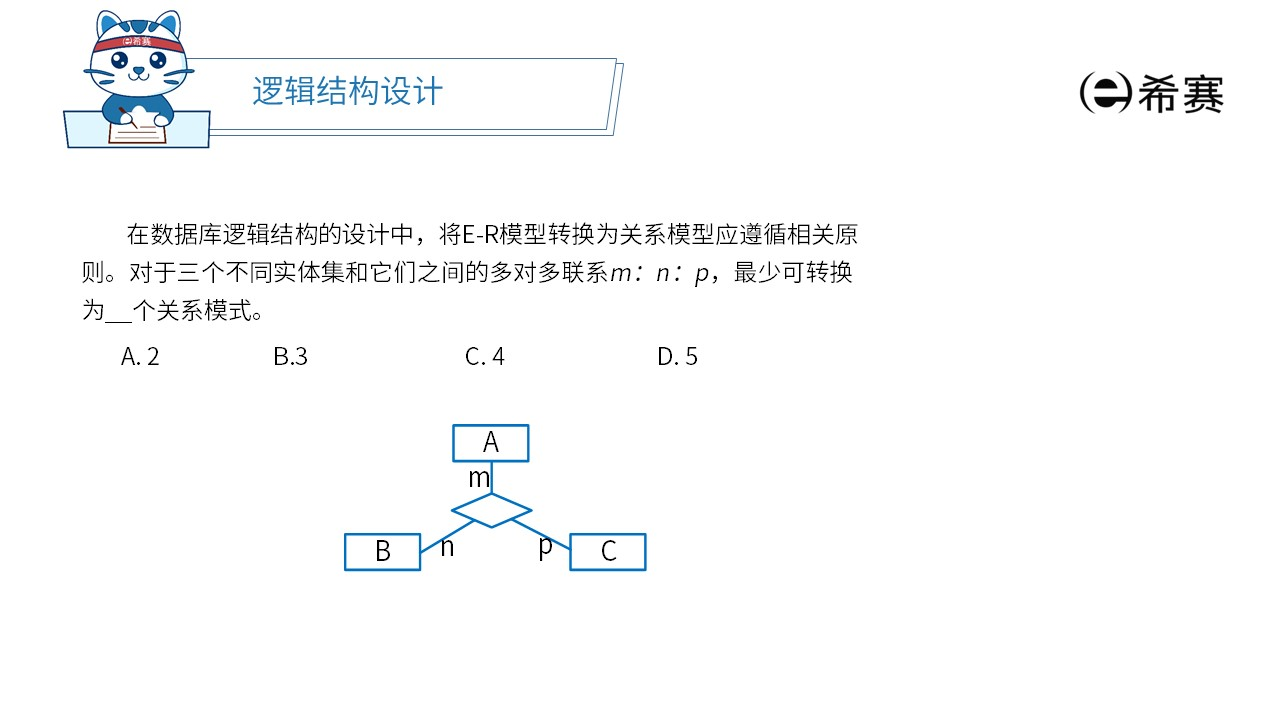 希赛
逻辑结构设计
希赛
在数据库逻辑结构的设计中，将E-R模型转换为关系模型应遵循相关原
则。对于三个不同实体集和它们之间的多对多联系m：n：p，最少可转换
为__个关系模式。
A. 2 B.3 C. 4 D. 5
A
m
B n p C